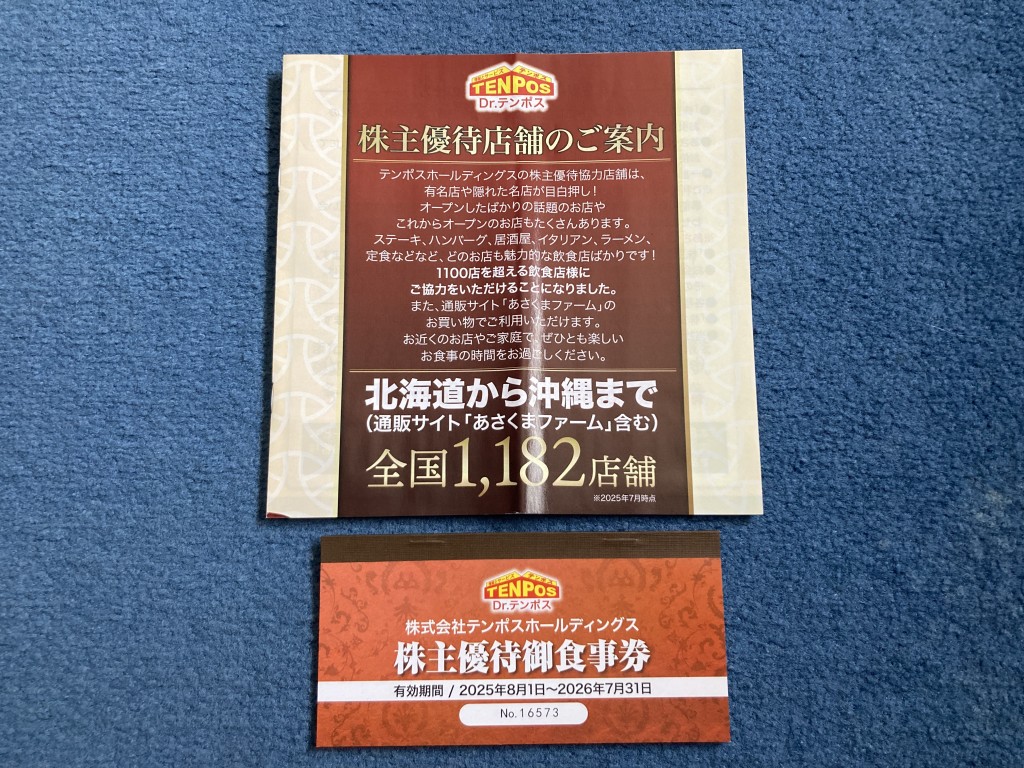 厨房とサービス テンポス
TENPOS
Dr.テンポス
株主優待店舗のご案内
テンポスホールディングスの株主優待協力店舗は、
有名店や隠れた名店が目白押し!
オープンしたばかりの話題のお店や
これからオープンのお店もたくさんあります。
ステーキ、ハンバーグ、居酒屋、イタリアン、ラーメン、
定食などなど、どのお店も魅力的な飲食店ばかりです!
1100店を超える飲食店様に
ご協力をいただけることになりました。
また、通販サイト「あさくまファーム」の
お買い物でご利用いただけます。
お近くのお店やご家庭で、ぜひとも楽しい
お食事の時間をお過ごしください。
北海道から沖縄まで
(通販サイト「あさくまファーム」含む)
全国1,182店舗
※2025年7月時点
TENPOS
Dr.テンポス
株式会社テンポスホールディングス
株主優待御食事券
有効期間 / 2025年8月1日～2026年7月31日
No.16573